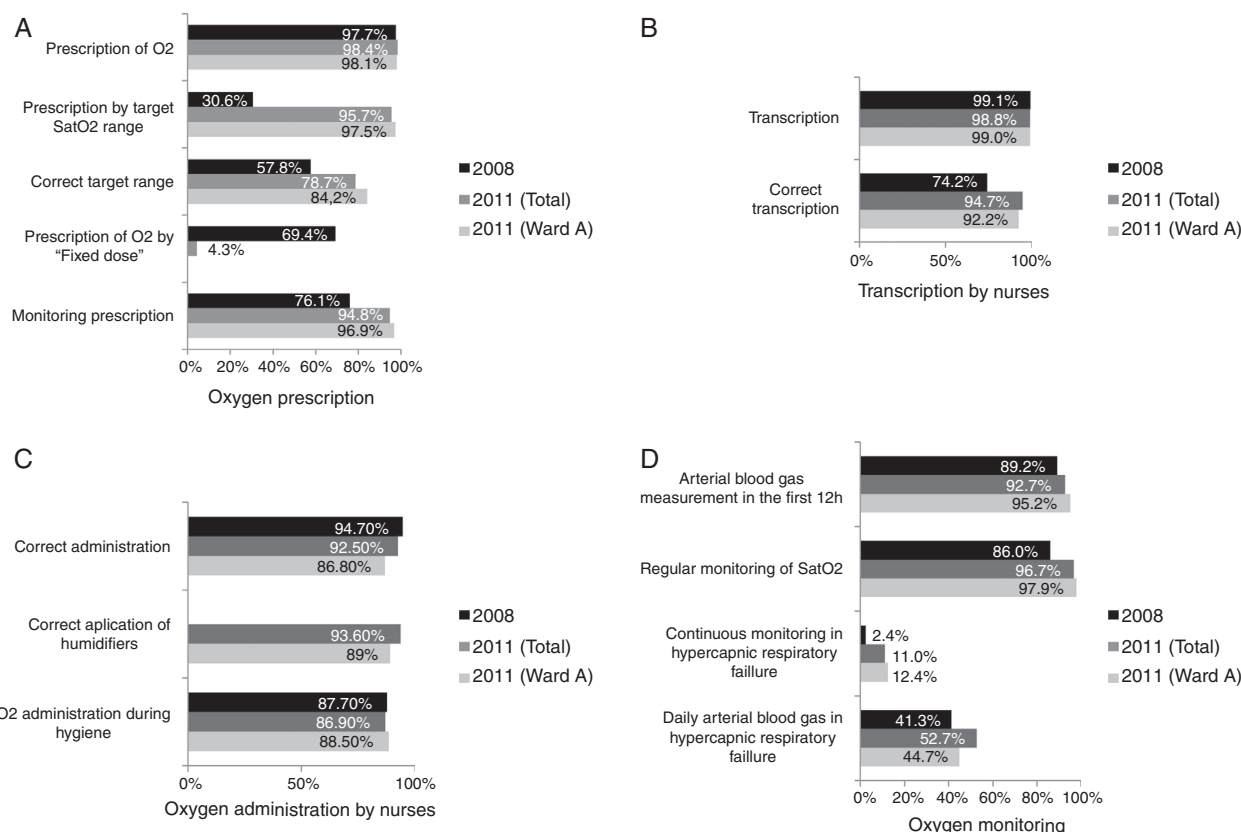 A
Prescription of O2
97.7%
98.4%
98.1%
Prescription by target
SatO2 range
30.6%
95.7%
97.5%
Correct target range
57.8%
78.7%
84,2%
Prescription of O2 by
“Fixed dose”
69.4%
4.3%
Monitoring prescription
76.1%
94.8%
96.9%
0% 20% 40% 60% 80% 100%
Oxygen prescription
2008
2011 (Total)
2011 (Ward A)
B
Transcription
99.1%
98.8%
99.0%
Correct
transcription
74.2%
94.7%
92.2%
0% 50% 100%
Transcription by nurses
2008
2011 (Total)
2011 (Ward A)
C
Correct administration
94.70%
92.50%
86.80%
Correct aplication of
humidifiers
93.60%
89%
O2 administration during
hygiene
87.70%
86.90%
88.50%
0% 50% 100%
Oxygen administration by nurses
2008
2011 (Total)
2011 (Ward A)
D
Arterial blood gas
measurement in the first 12h
89.2%
92.7%
95.2%
Regular monitoring of SatO2
86.0%
96.7%
97.9%
Continuous monitoring in
hypercapnic respiratory
faillure
2.4%
11.0%
12.4%
Daily arterial blood gas in
hypercapnic respiratory
faillure
41.3%
52.7%
44.7%
0% 20% 40% 60% 80% 100%
Oxygen monitoring
2008
2011 (Total)
2011 (Ward A)